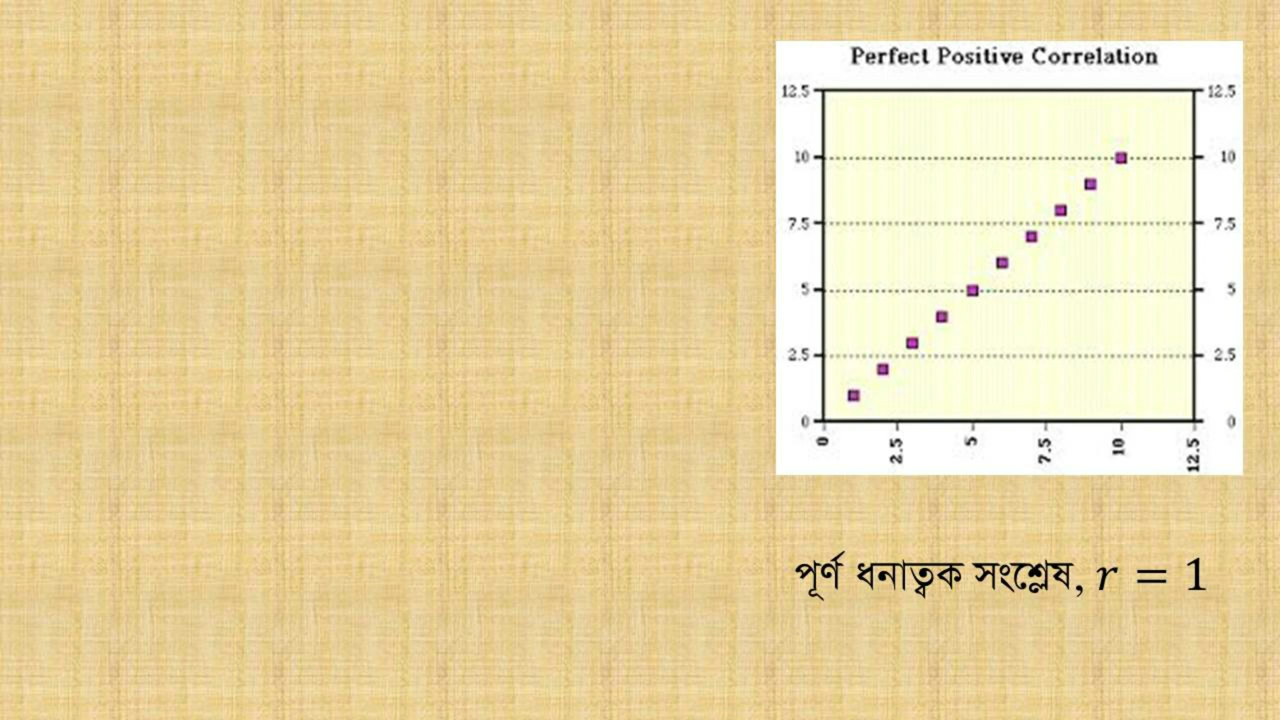 Perfect Positive Correlation
12.5 12.5
10 10
7.5 7.5
5 5
2.5 2.5
0 0
0 2.5 5 7.5 10 12.5
পূর্ণ ধনাত্বক সংশ্লেষ, r = 1